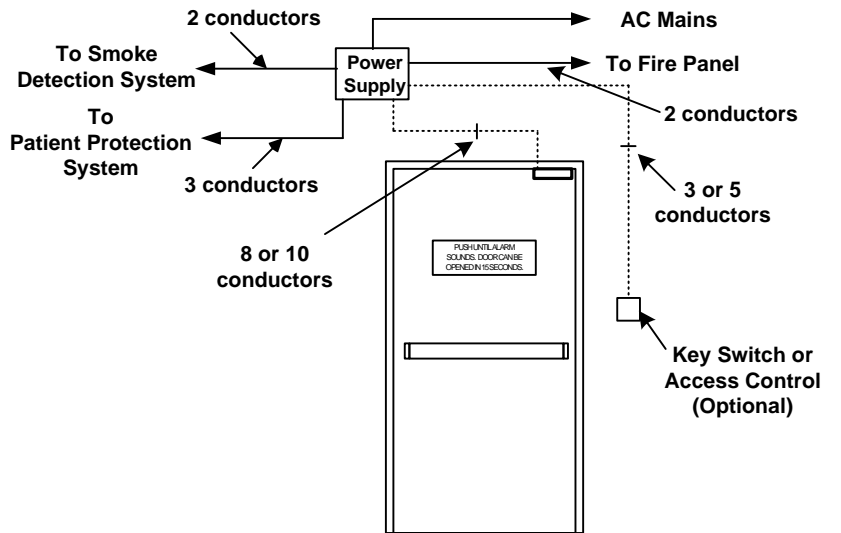 2 conductors
AC Mains
To Smoke
Detection System
Power
Supply
To Fire Panel
2 conductors
To
Patient Protection
System
3 conductors
3 or 5
conductors
8 or 10
conductors
PUSH UNTIL ALARM
SOUNDS. DOOR CAN BE
OPENED IN 15 SECONDS.
Key Switch or
Access Control
(Optional)